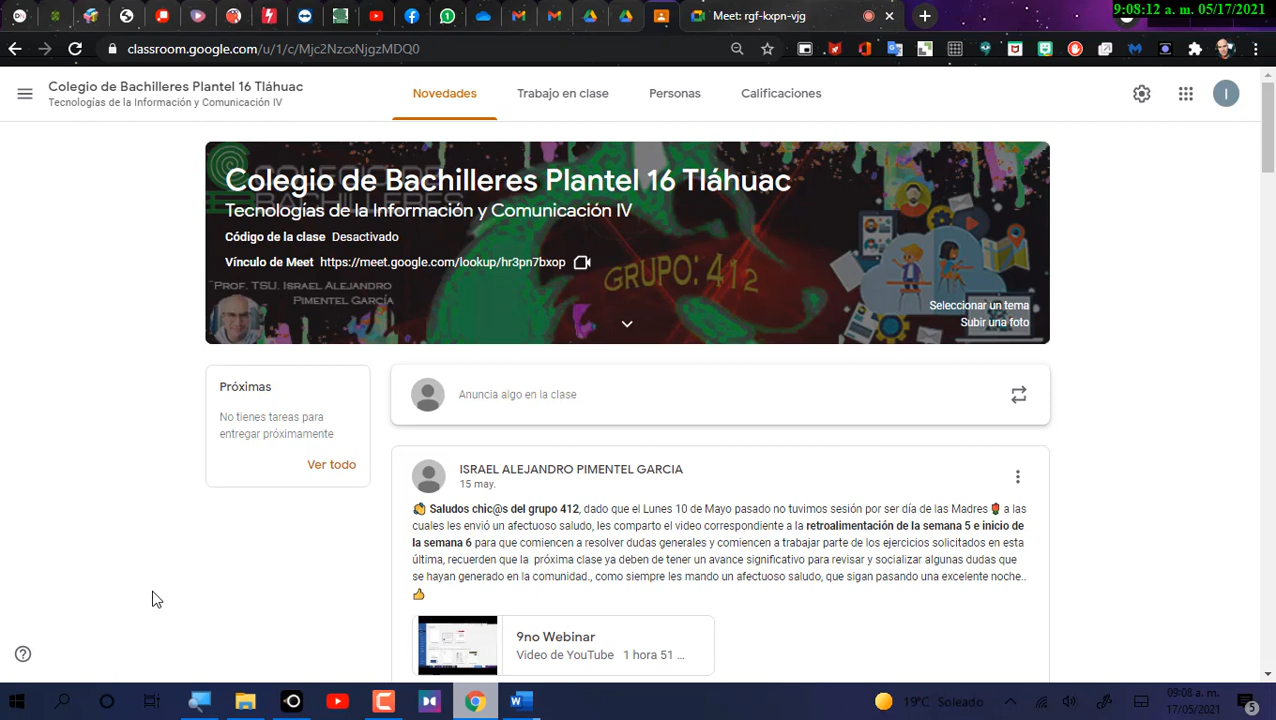 Meet: rgf-kxpn-vjg
9:08:12 a. m. 05/17/2021
classroom.google.com/u/1/c/Mjc2NzcxNjgzMDQ0
Colegio de Bachilleres Plantel 16 Tláhuac
Tecnologías de la Información y Comunicación IV
Novedades
Trabajo en clase
Personas
Calificaciones
I
COLEGIO DE
BACHILLERES
Colegio de Bachilleres Plantel 16 Tláhuac
Tecnologías de la Información y Comunicación IV
Código de la clase Desactivado
Vínculo de Meet https://meet.google.com/lookup/hr3pn7bxop
GRUPO: 412
PROF. TSU. ISRAEL ALEJANDRO
PIMENTEL GARCÍA
Seleccionar un tema
Subir una foto
Próximas
No tienes tareas para
entregar próximamente
Ver todo
Anuncia algo en la clase
ISRAEL ALEJANDRO PIMENTEL GARCIA
15 may.
👏 Saludos chic@s del grupo 412, dado que el Lunes 10 de Mayo pasado no tuvimos sesión por ser día de las Madres 🌹 a las
cuales les envió un afectuoso saludo, les comparto el video correspondiente a la retroalimentación de la semana 5 e inicio de
la semana 6 para que comiencen a resolver dudas generales y comiencen a trabajar parte de los ejercicios solicitados en esta
última, recuerden que la próxima clase ya deben de tener un avance significativo para revisar y socializar algunas dudas que
se hayan generado en la comunidad., como siempre les mando un afectuoso saludo, que sigan pasando una excelente noche..
👍
9no Webinar
Video de YouTube 1 hora 51 ...
19°C Soleado
09:08 a. m.
17/05/2021
5